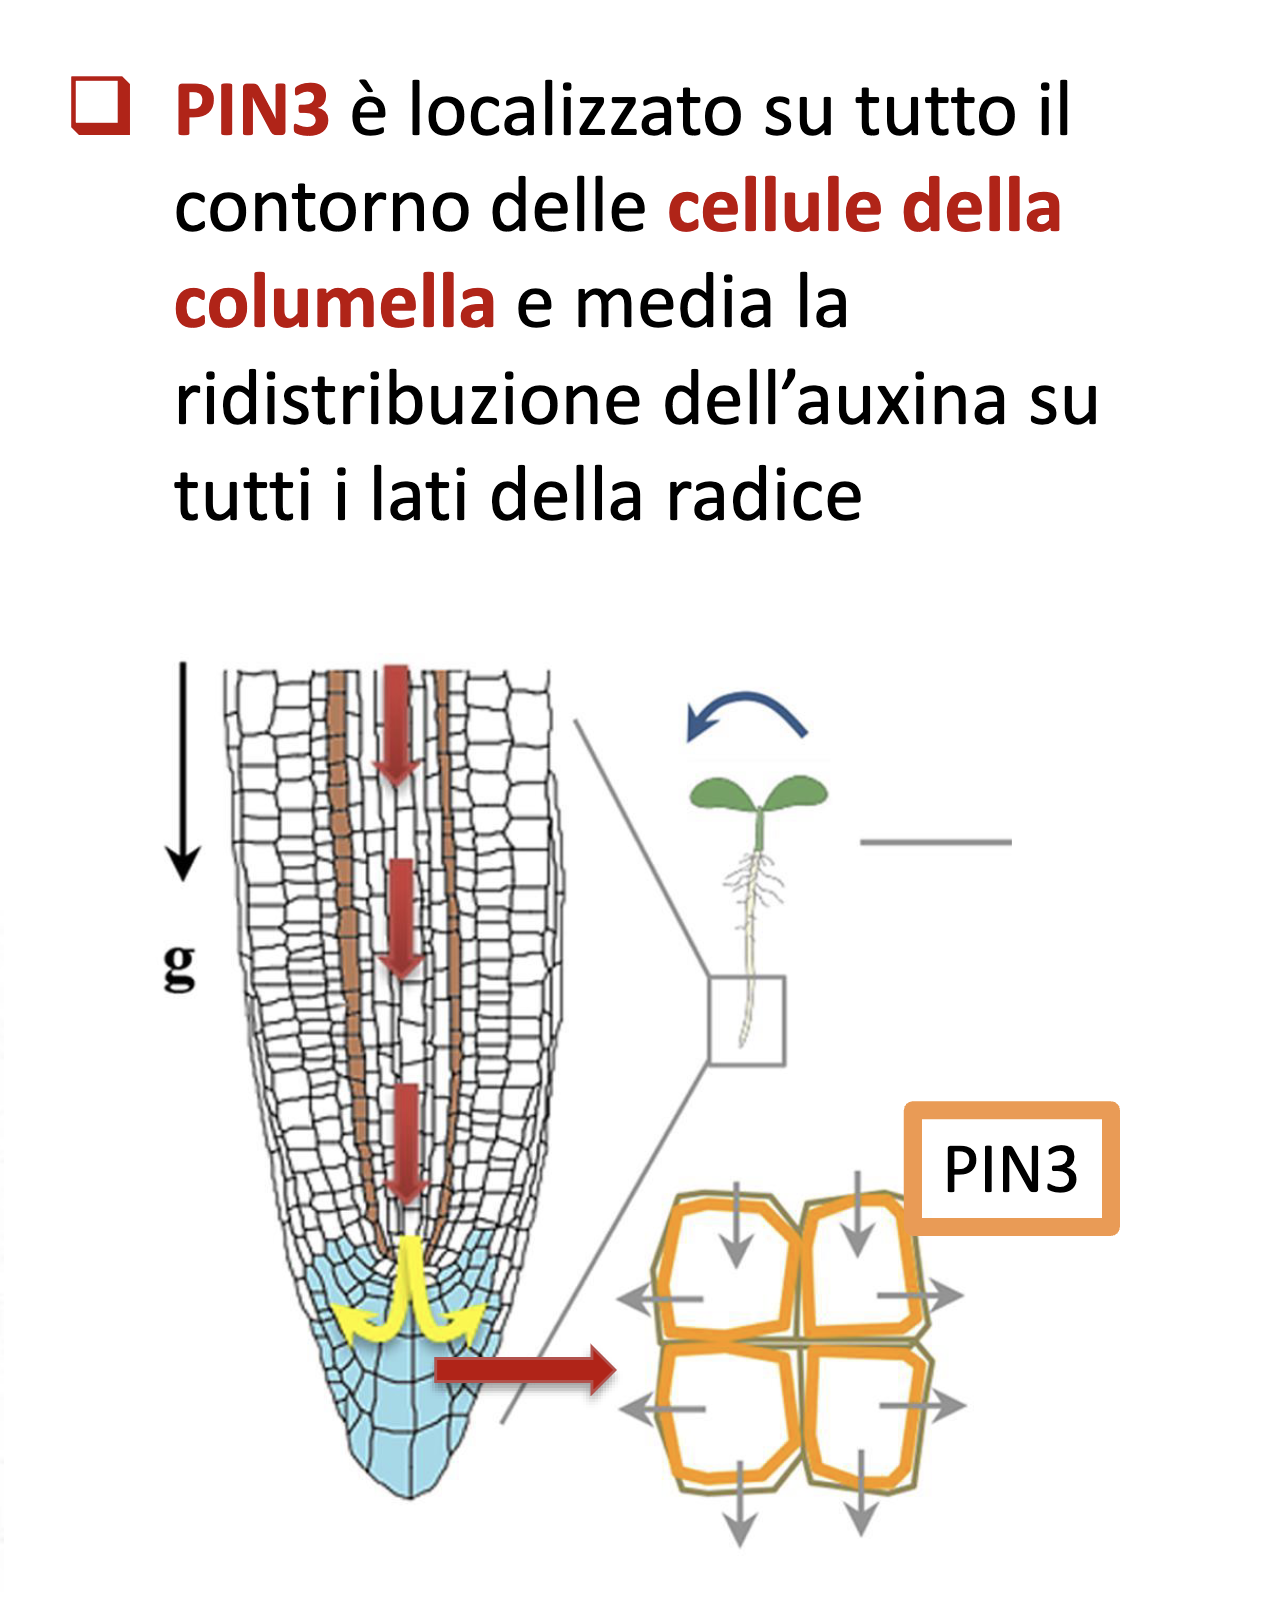 PIN3 è localizzato su tutto il
contorno delle cellule della
columella e media la
ridistribuzione dell’auxina su
tutti i lati della radice
g
PIN3